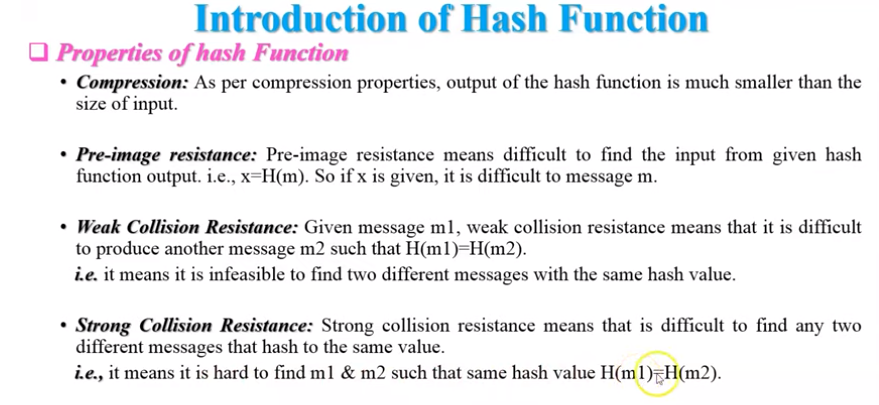 Introduction of Hash Function
❑ Properties of hash Function
• Compression: As per compression properties, output of the hash function is much smaller than the
size of input.
• Pre-image resistance: Pre-image resistance means difficult to find the input from given hash
function output. i.e., x=H(m). So if x is given, it is difficult to message m.
• Weak Collision Resistance: Given message m1, weak collision resistance means that it is difficult
to produce another message m2 such that H(m1)=H(m2).
i.e. it means it is infeasible to find two different messages with the same hash value.
• Strong Collision Resistance: Strong collision resistance means that is difficult to find any two
different messages that hash to the same value.
i.e., it means it is hard to find m1 & m2 such that same hash value H(m1)=H(m2).